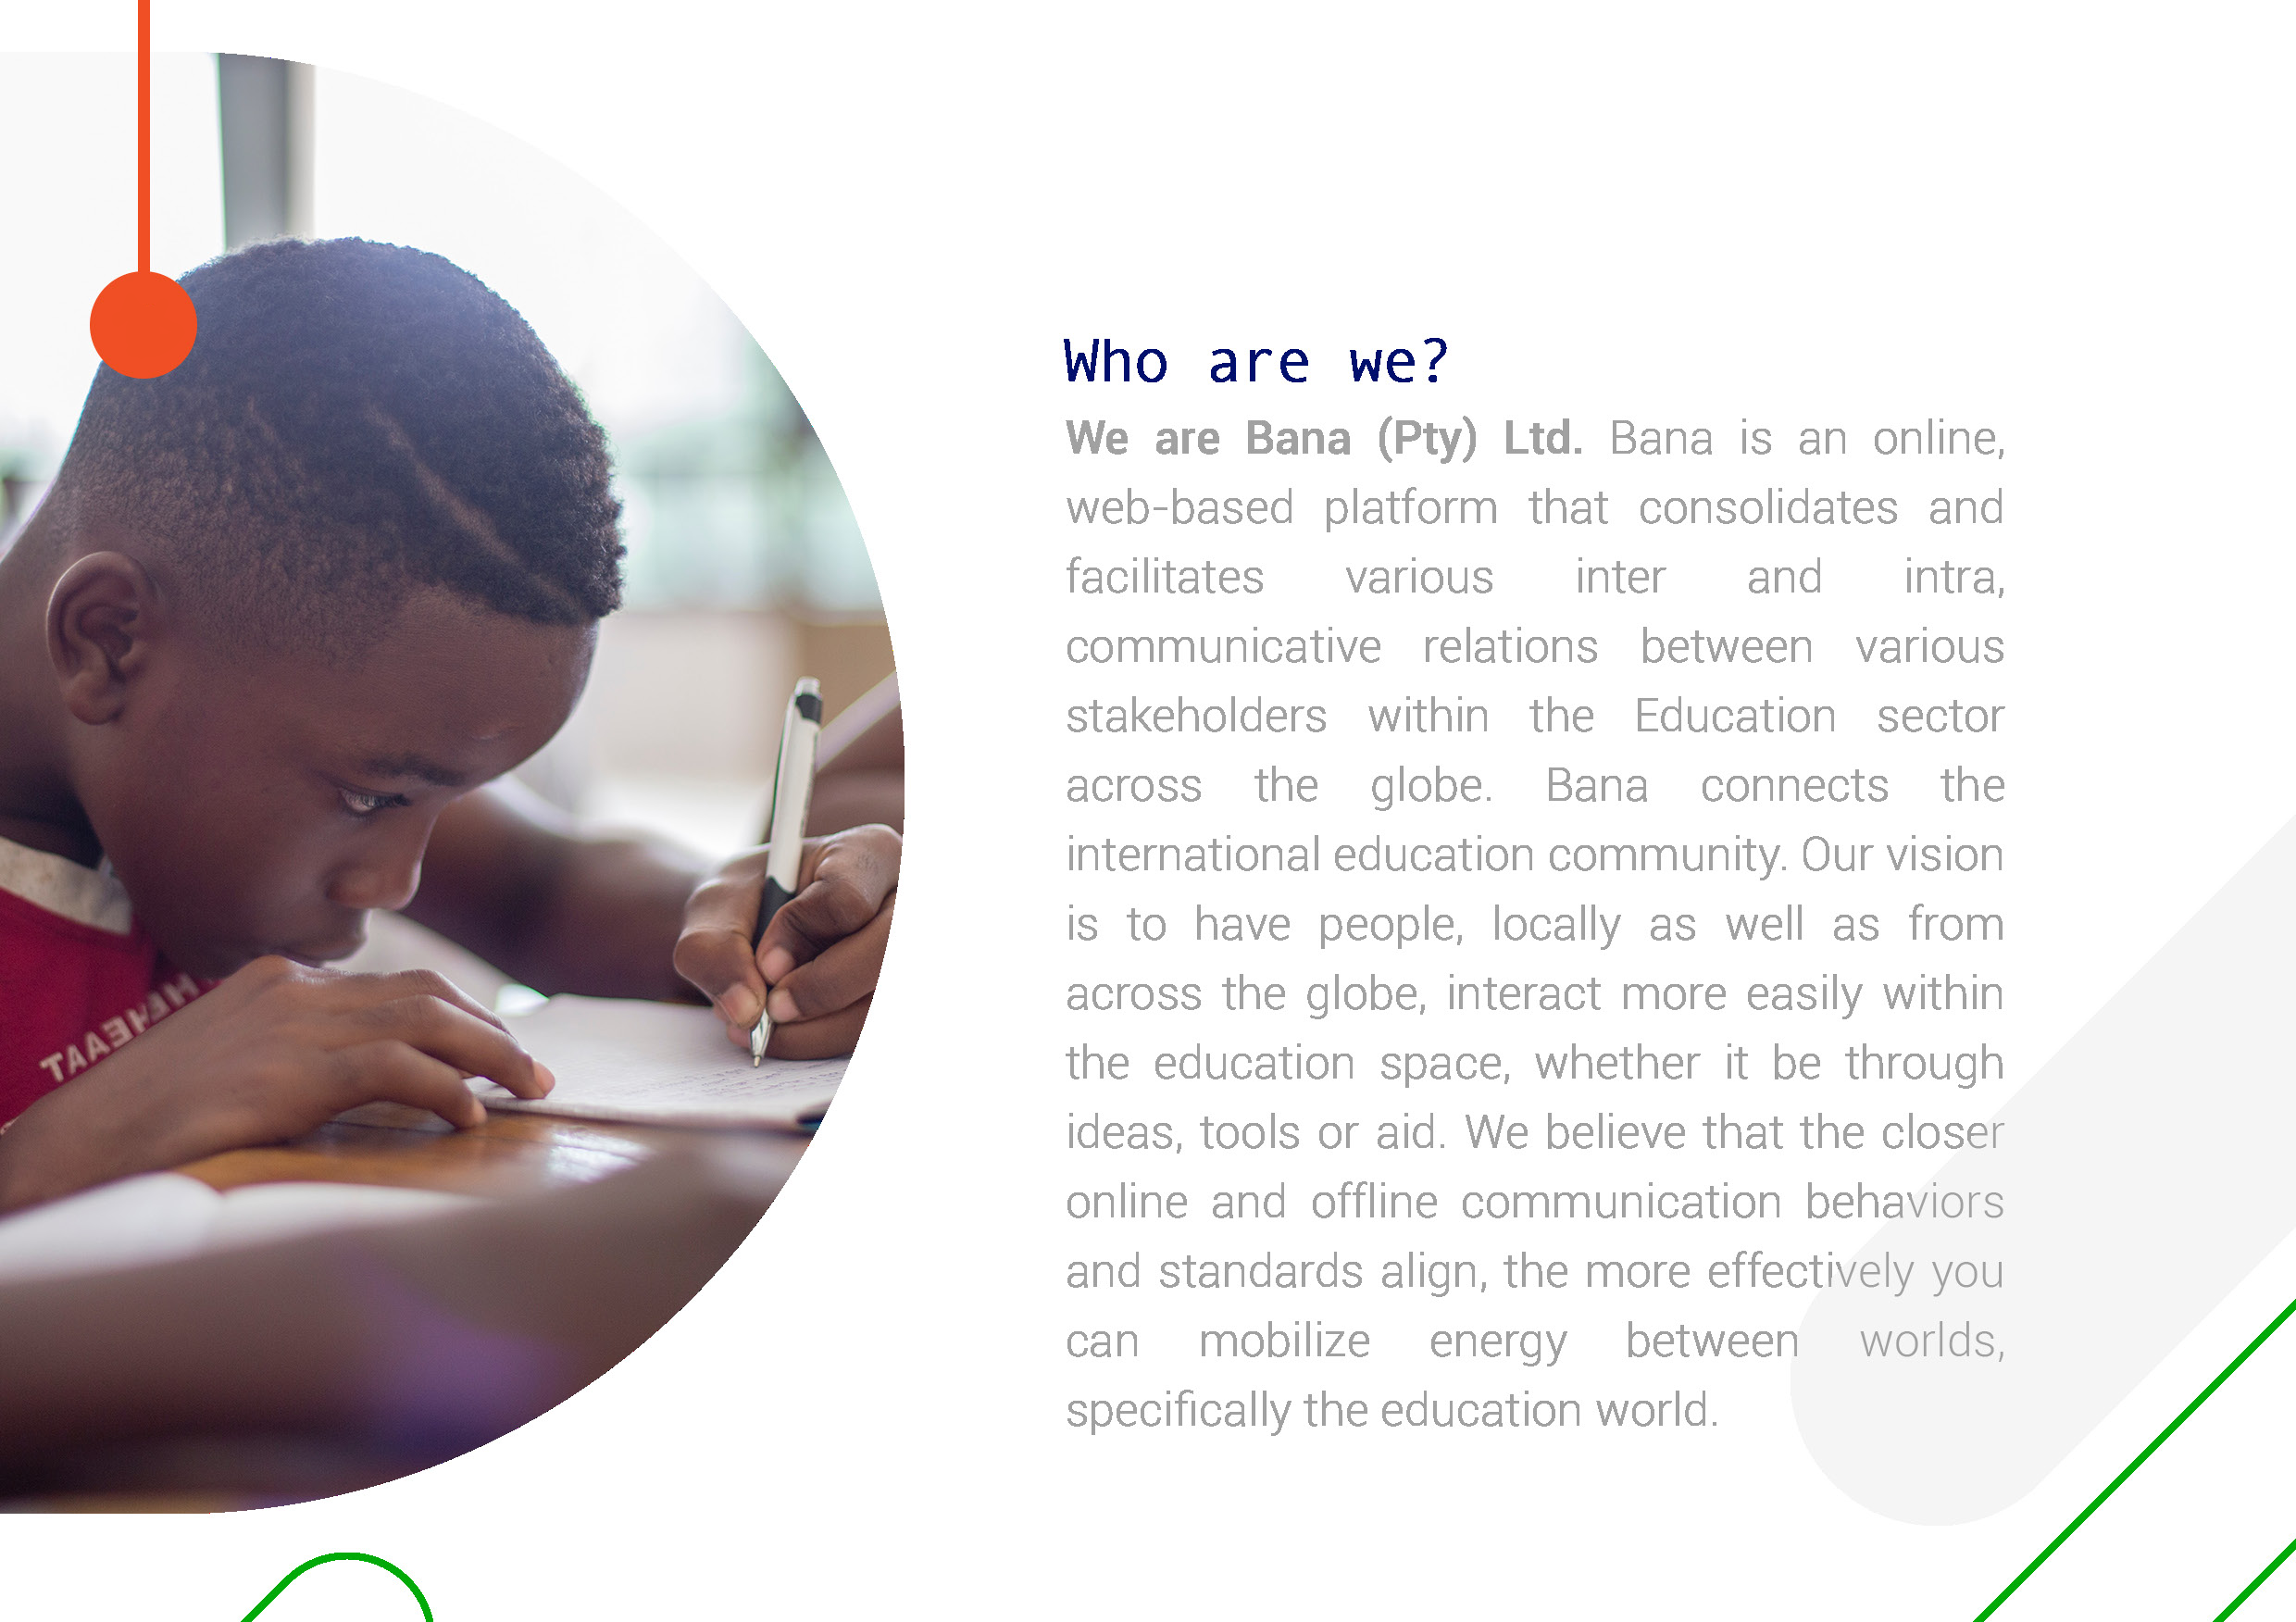 Who are we?
We are Bana (Pty) Ltd. Bana is an online,
web-based platform that consolidates and
facilitates various inter and intra,
communicative relations between various
stakeholders within the Education sector
across the globe. Bana connects the
international education community. Our vision
is to have people, locally as well as from
across the globe, interact more easily within
the education space, whether it be through
ideas, tools or aid. We believe that the closer
online and offline communication behaviors
and standards align, the more effectively you
can mobilize energy between worlds,
specifically the education world.